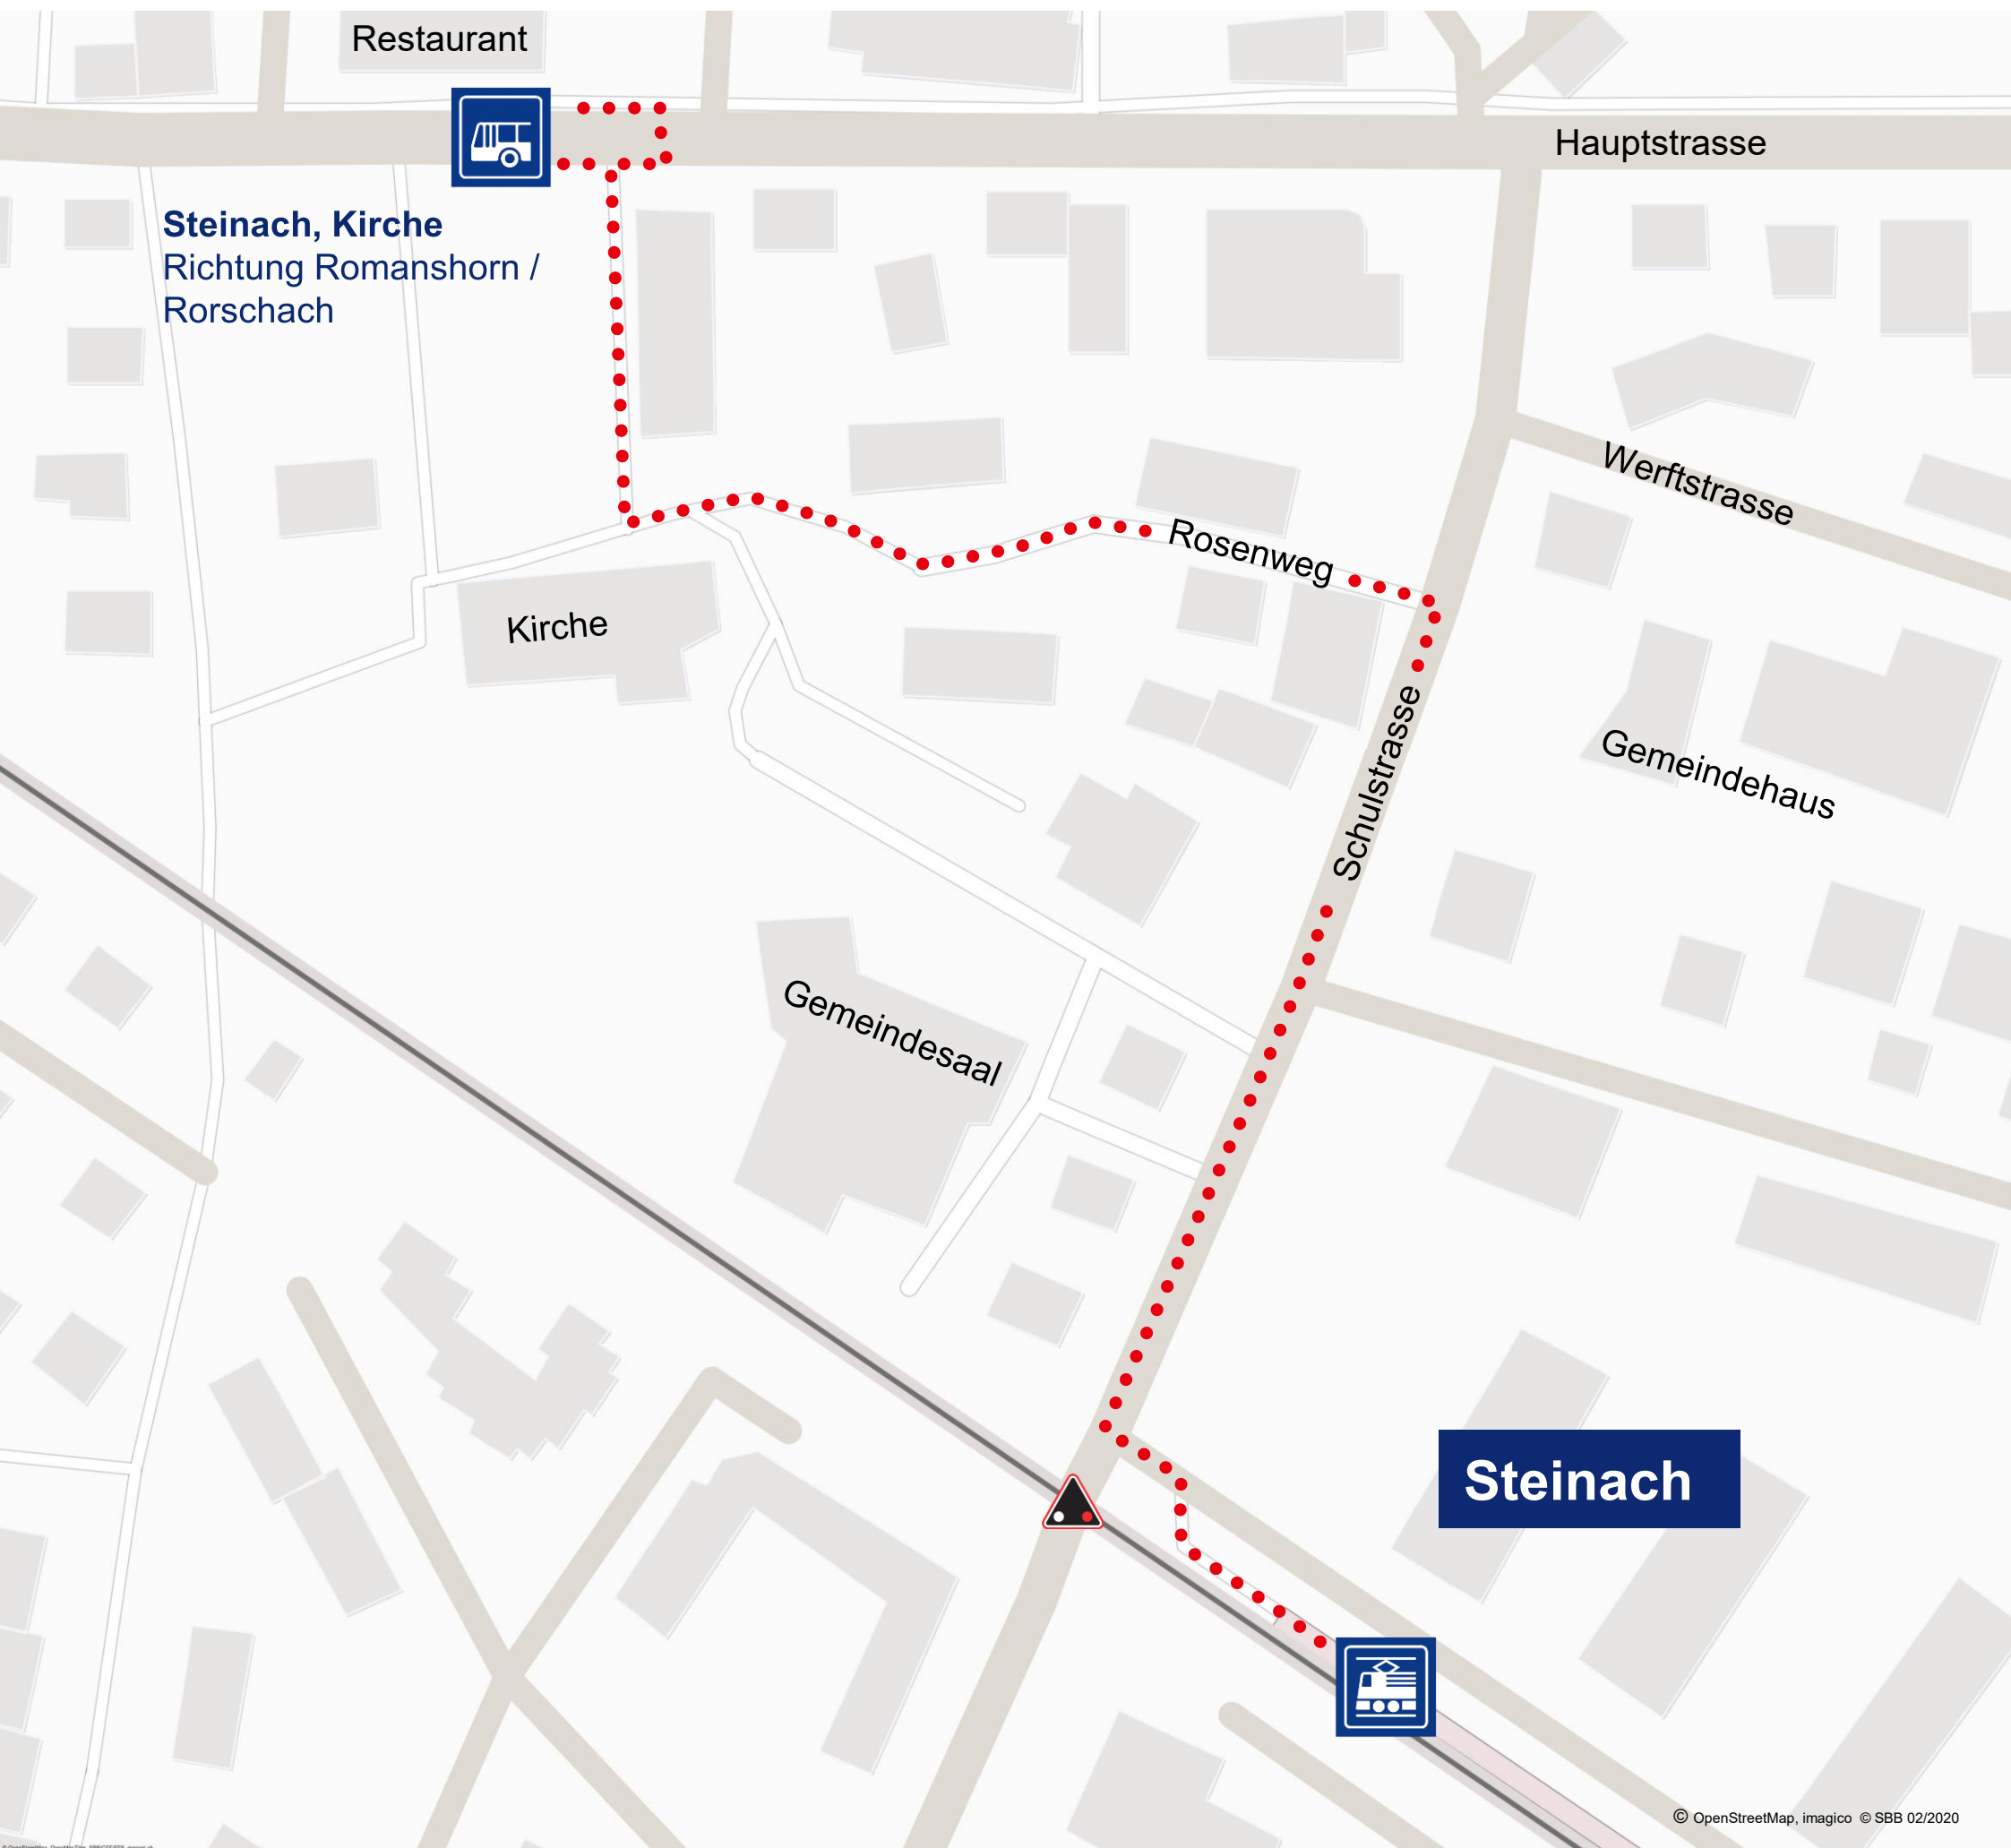 Restaurant
Hauptstrasse
Steinach, Kirche
Richtung Romanshorn /
Rorschach
Werftstrasse
Rosenweg
Kirche
Schulstrasse
Gemeindehaus
Gemeindesaal
Steinach
© OpenStreetMap, imagico © SBB 02/2020